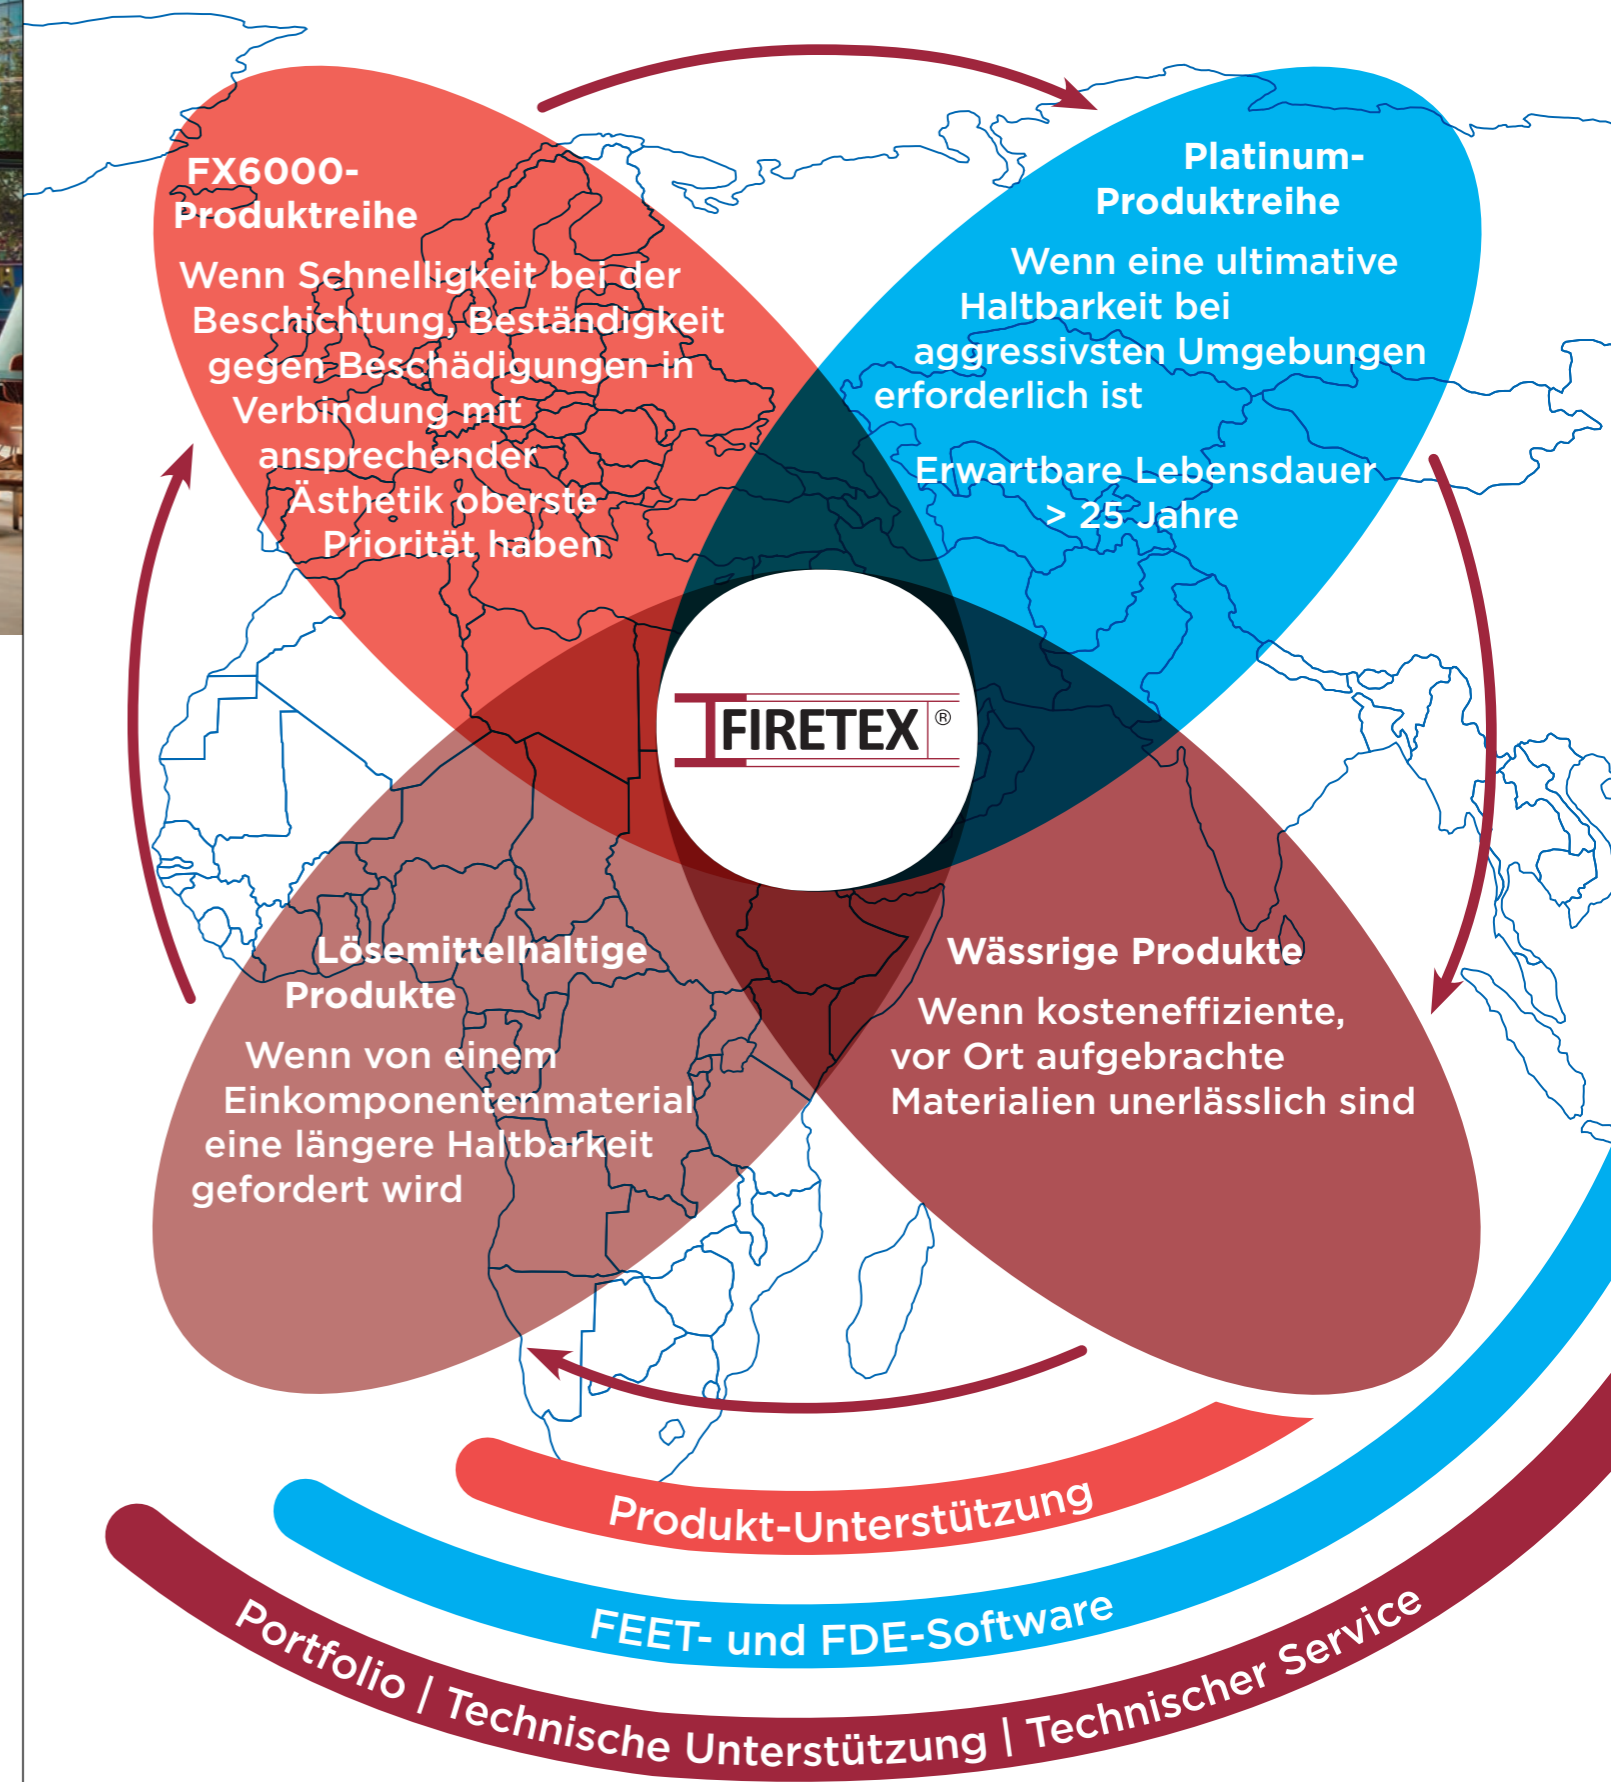 FX6000-
Produktreihe
Wenn Schnelligkeit bei der
Beschichtung, Beständigkeit
gegen Beschädigungen in
Verbindung mit
ansprechender
Ästhetik oberste
Priorität haben
Platinum-
Produktreihe
Wenn eine ultimative
Haltbarkeit bei
aggressivsten Umgebungen
erforderlich ist
Erwartbare Lebensdauer
> 25 Jahre
FIRETEX®
Lösemittelhaltige
Produkte
Wenn von einem
Einkomponentenmaterial
eine längere Haltbarkeit
gefordert wird
Wässrige Produkte
Wenn kosteneffiziente,
vor Ort aufgebrachte
Materialien unerlässlich sind
Produkt-Unterstützung
FEET- und FDE-Software
Portfolio | Technische Unterstützung | Technischer Service